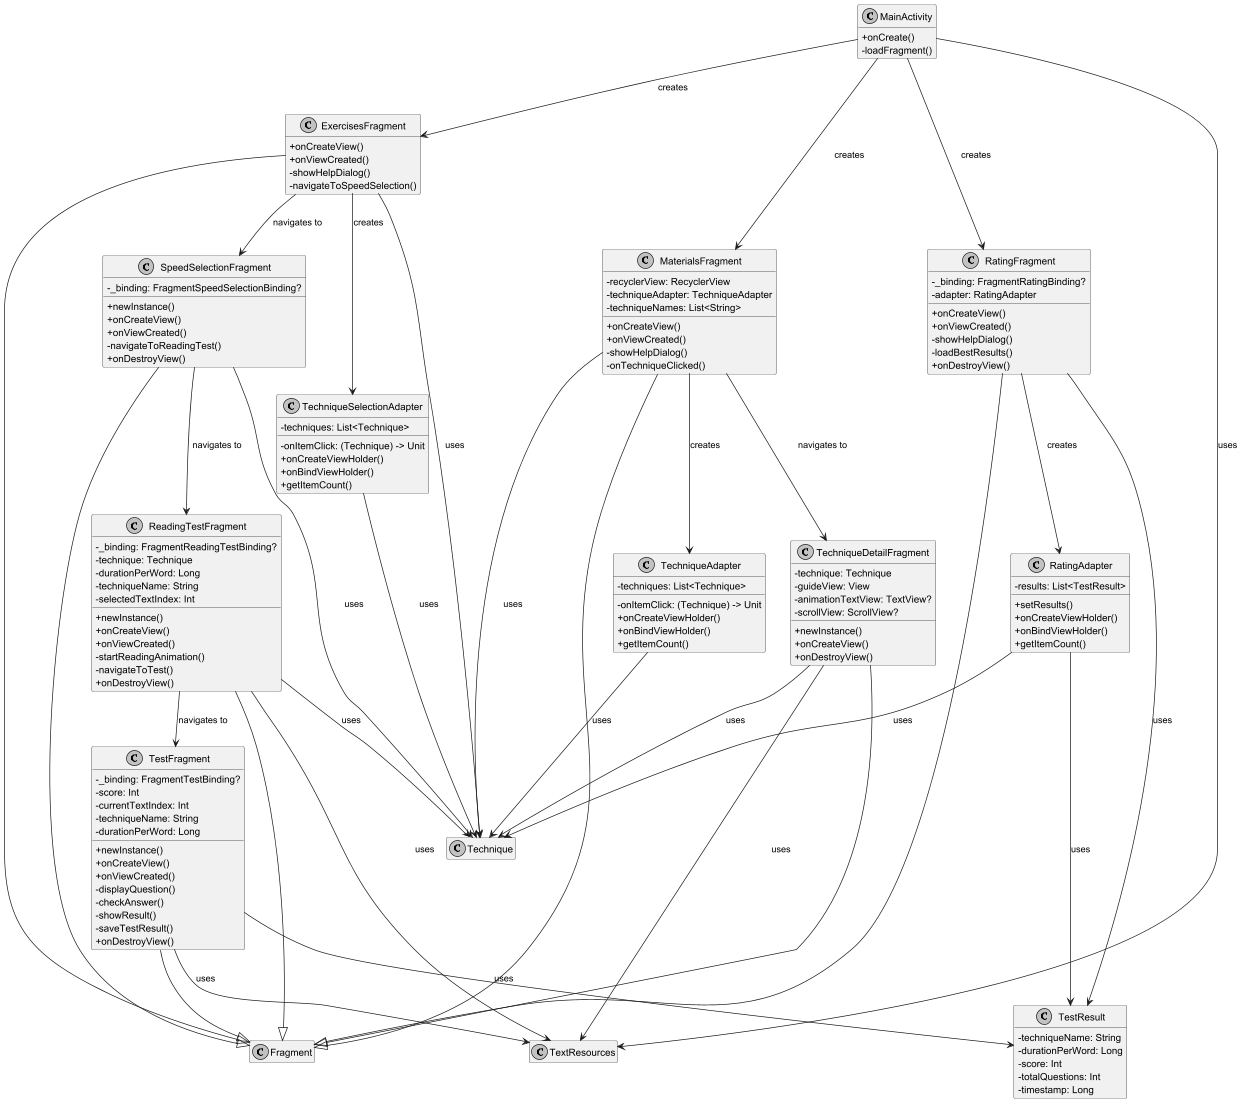 C MainActivity
+onCreate()
-loadFragment()
creates
creates
creates
uses
C ExercisesFragment
+onCreateView()
+onViewCreated()
-showHelpDialog()
-navigateToSpeedSelection()
navigates to
creates
uses
C SpeedSelectionFragment
-_binding: FragmentSpeedSelectionBinding?
+newInstance()
+onCreateView()
+onViewCreated()
-navigateToReadingTest()
+onDestroyView()
C MaterialsFragment
-recyclerView: RecyclerView
-techniqueAdapter: TechniqueAdapter
-techniqueNames: List<String>
+onCreateView()
+onViewCreated()
-showHelpDialog()
-onTechniqueClicked()
C RatingFragment
-_binding: FragmentRatingBinding?
-adapter: RatingAdapter
+onCreateView()
+onViewCreated()
-showHelpDialog()
-loadBestResults()
+onDestroyView()
navigates to
creates
navigates to
creates
C TechniqueSelectionAdapter
-techniques: List<Technique>
-onItemClick: (Technique) -> Unit
+onCreateViewHolder()
+onBindViewHolder()
+getItemCount()
C ReadingTestFragment
-_binding: FragmentReadingTestBinding?
-technique: Technique
-durationPerWord: Long
-techniqueName: String
-selectedTextIndex: Int
+newInstance()
+onCreateView()
+onViewCreated()
-startReadingAnimation()
-navigateToTest()
+onDestroyView()
uses
uses
uses
C TechniqueAdapter
-techniques: List<Technique>
-onItemClick: (Technique) -> Unit
+onCreateViewHolder()
+onBindViewHolder()
+getItemCount()
C TechniqueDetailFragment
-technique: Technique
-guideView: View
-animationTextView: TextView?
-scrollView: ScrollView?
+newInstance()
+onCreateView()
+onDestroyView()
C RatingAdapter
-results: List<TestResult>
+setResults()
+onCreateViewHolder()
+onBindViewHolder()
+getItemCount()
navigates to
uses
uses
uses
uses
uses
C TestFragment
-_binding: FragmentTestBinding?
-score: Int
-currentTextIndex: Int
-techniqueName: String
-durationPerWord: Long
+newInstance()
+onCreateView()
+onViewCreated()
-displayQuestion()
-checkAnswer()
-showResult()
-saveTestResult()
+onDestroyView()
uses
C Technique
uses
uses
uses
uses
C Fragment
C TextResources
C TestResult
-techniqueName: String
-durationPerWord: Long
-score: Int
-totalQuestions: Int
-timestamp: Long